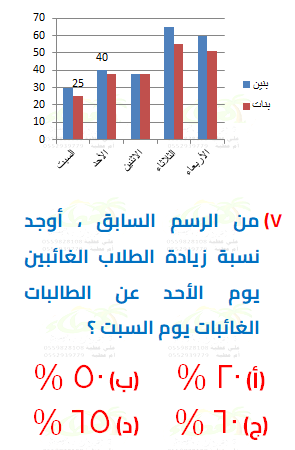 70
60
50
40
30
20
10
0
25
40
السبت
الأحد
الاثنين
الثلاثاء
الأربعاء
بنين
بنات
٧) من الرسم السابق ، أوجد
نسبة زيادة الطلاب الغائبين
يوم الأحد عن الطالبات
الغائبات يوم السبت ؟
(أ) ٢٠ % (ب) ٥٠ %
(ج) ٦٠ % (د) ٦٥ %